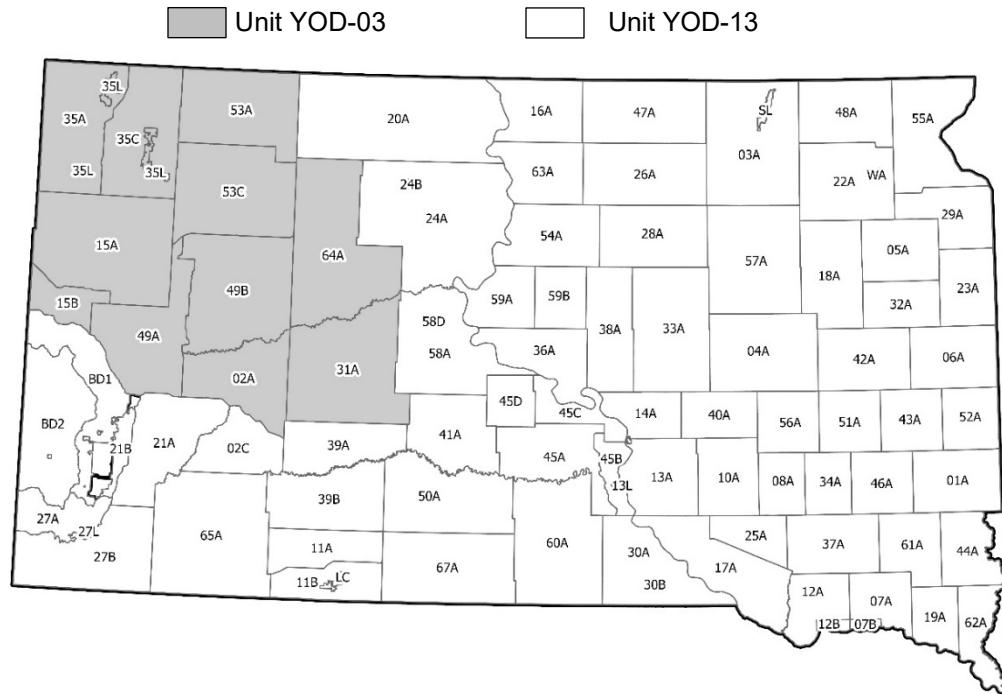 Unit YOD-03 Unit YOD-13
35L
35A
35C
53A
20A
16A
47A
SL
48A
55A
35L
35L
53C
24B
24A
63A
26A
03A
22A
WA
29A
15A
64A
54A
28A
57A
18A
05A
23A
15B
49B
59A
59B
38A
33A
32A
49A
58D
58A
36A
04A
42A
06A
BD1
02A
31A
45D
45C
14A
40A
56A
51A
43A
52A
BD2
21B
21A
02C
39A
41A
45A
45B
13L
13A
10A
08A
34A
46A
01A
27A
27L
27B
65A
39B
50A
60A
30A
30B
25A
37A
61A
44A
11A
11B
LC
67A
17A
12A
12B
07A
07B
19A
62A